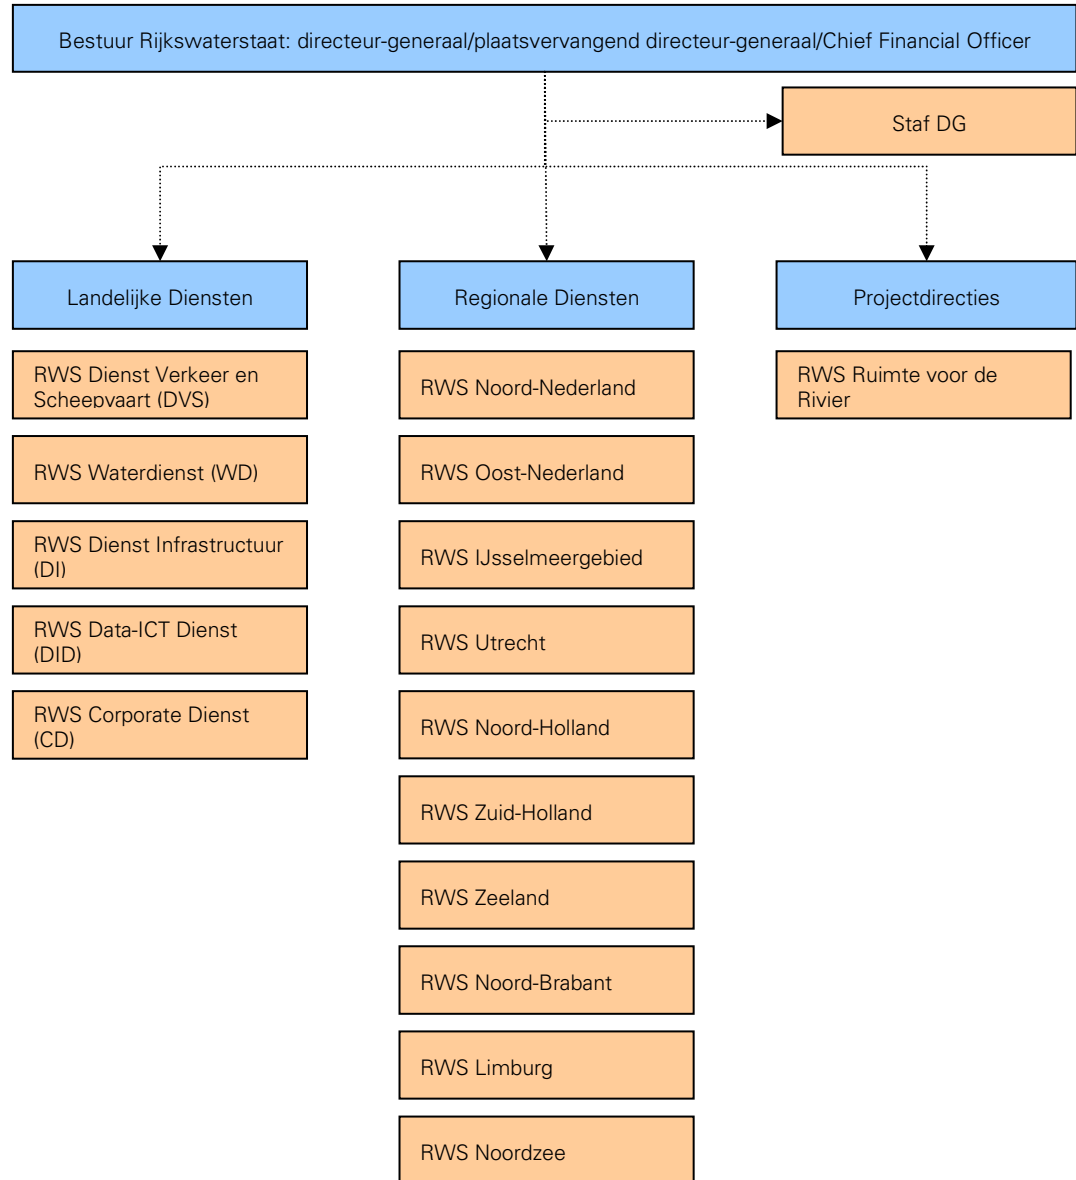 Bestuur Rijkswaterstaat: directeur-generaal/plaatsvervangend directeur-generaal/Chief Financial Officer
Staf DG
Landelijke Diensten
RWS Dienst Verkeer en
Scheepvaart (DVS)
RWS Waterdienst (WD)
RWS Dienst Infrastructuur
(DI)
RWS Data-ICT Dienst
(DID)
RWS Corporate Dienst
(CD)
Regionale Diensten
RWS Noord-Nederland
RWS Oost-Nederland
RWS IJsselmeergebied
RWS Utrecht
RWS Noord-Holland
RWS Zuid-Holland
RWS Zeeland
RWS Noord-Brabant
RWS Limburg
RWS Noordzee
Projectdirecties
RWS Ruimte voor de
Rivier